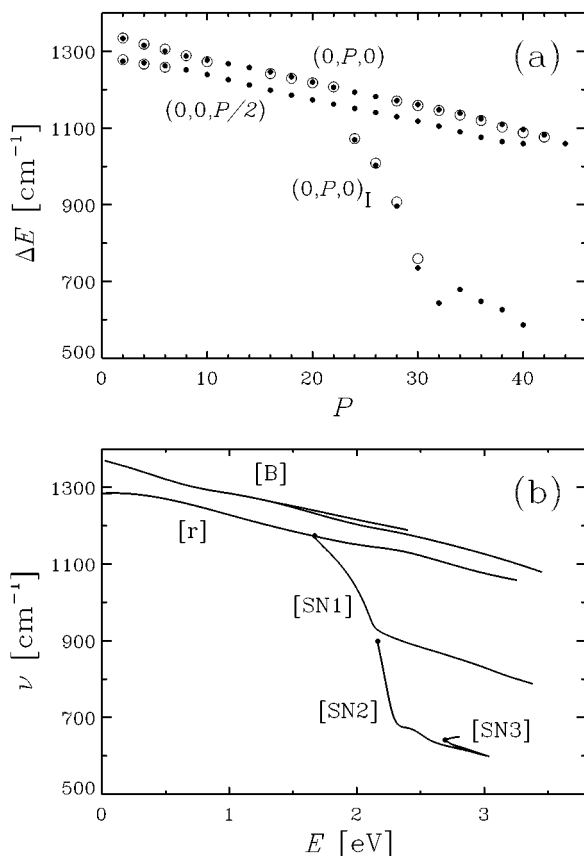 1300
1100
900
700
500
ΔE [cm⁻¹]
(a)
(0,P,0)
(0,0,P/2)
(0,P,0)I
0
10
20
30
40
P
1300
1100
900
700
500
ν [cm⁻¹]
(b)
[B]
[r]
[SN1]
[SN2]
[SN3]
0
1
2
3
E [eV]